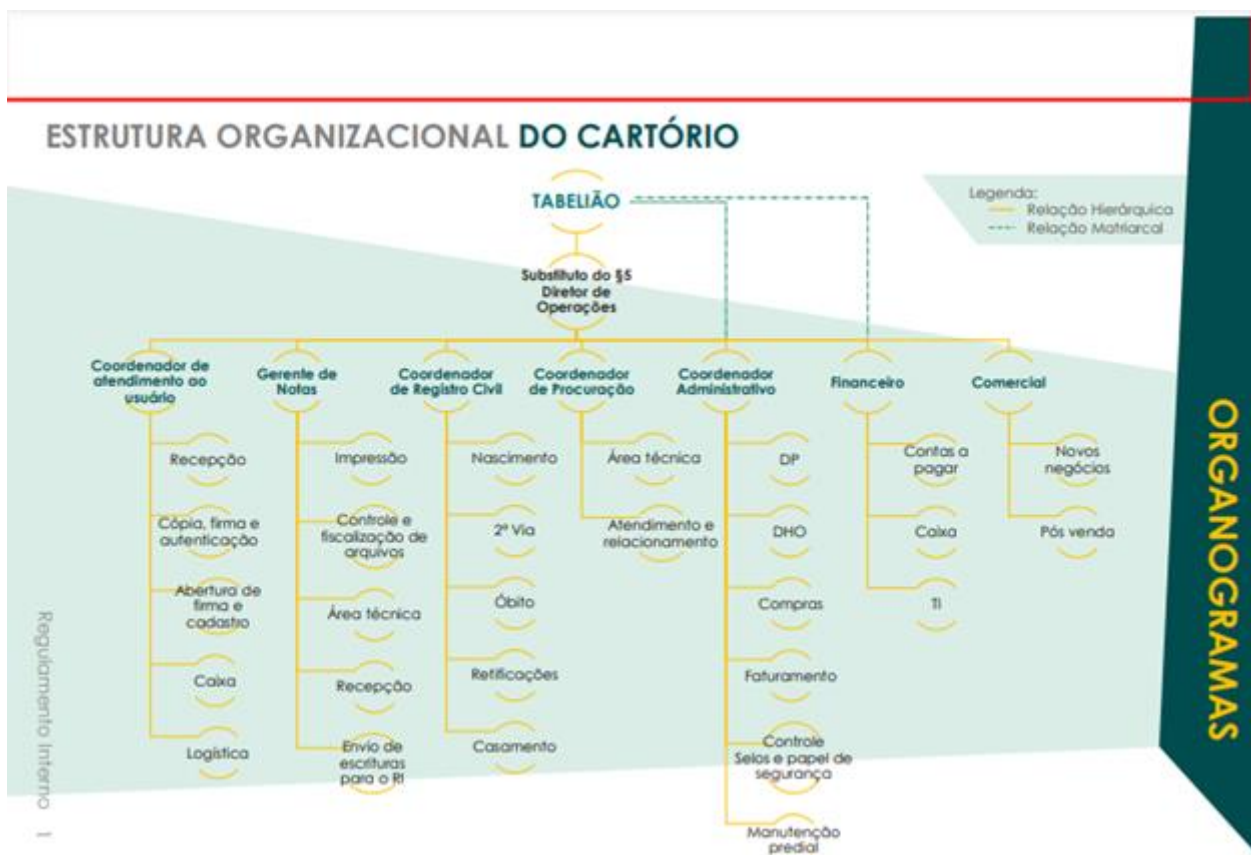 ESTRUTURA ORGANIZACIONAL DO CARTÓRIO
TABELIÃO
Legenda:
Relação Hierárquica
Relação Matriarcal
Substituto do §5
Diretor de
Operações
Coordenador de
atendimento ao
usuário
Recepção
Cópia, firma e
autenticação
Abertura de
firma e
cadastro
Caixa
Logística
Gerente de
Notas
Impressão
Controle e
fiscalização de
arquivos
Área técnica
Recepção
Envio de
escrituras
para o RI
Coordenador
de Registro Civil
Nascimento
2ª Via
Óbito
Retificações
Casamento
Coordenador
de Procuração
Área técnica
Atendimento e
relacionamento
Coordenador
Administrativo
DP
DHO
Compras
Faturamento
Controle
Selos e papel de
segurança
Manutenção
predial
Financeiro
Contas a
pagar
Caixa
TI
Comercial
Novos
negócios
Pós venda
ORGANOGRAMAS
Regulamento Interno 1